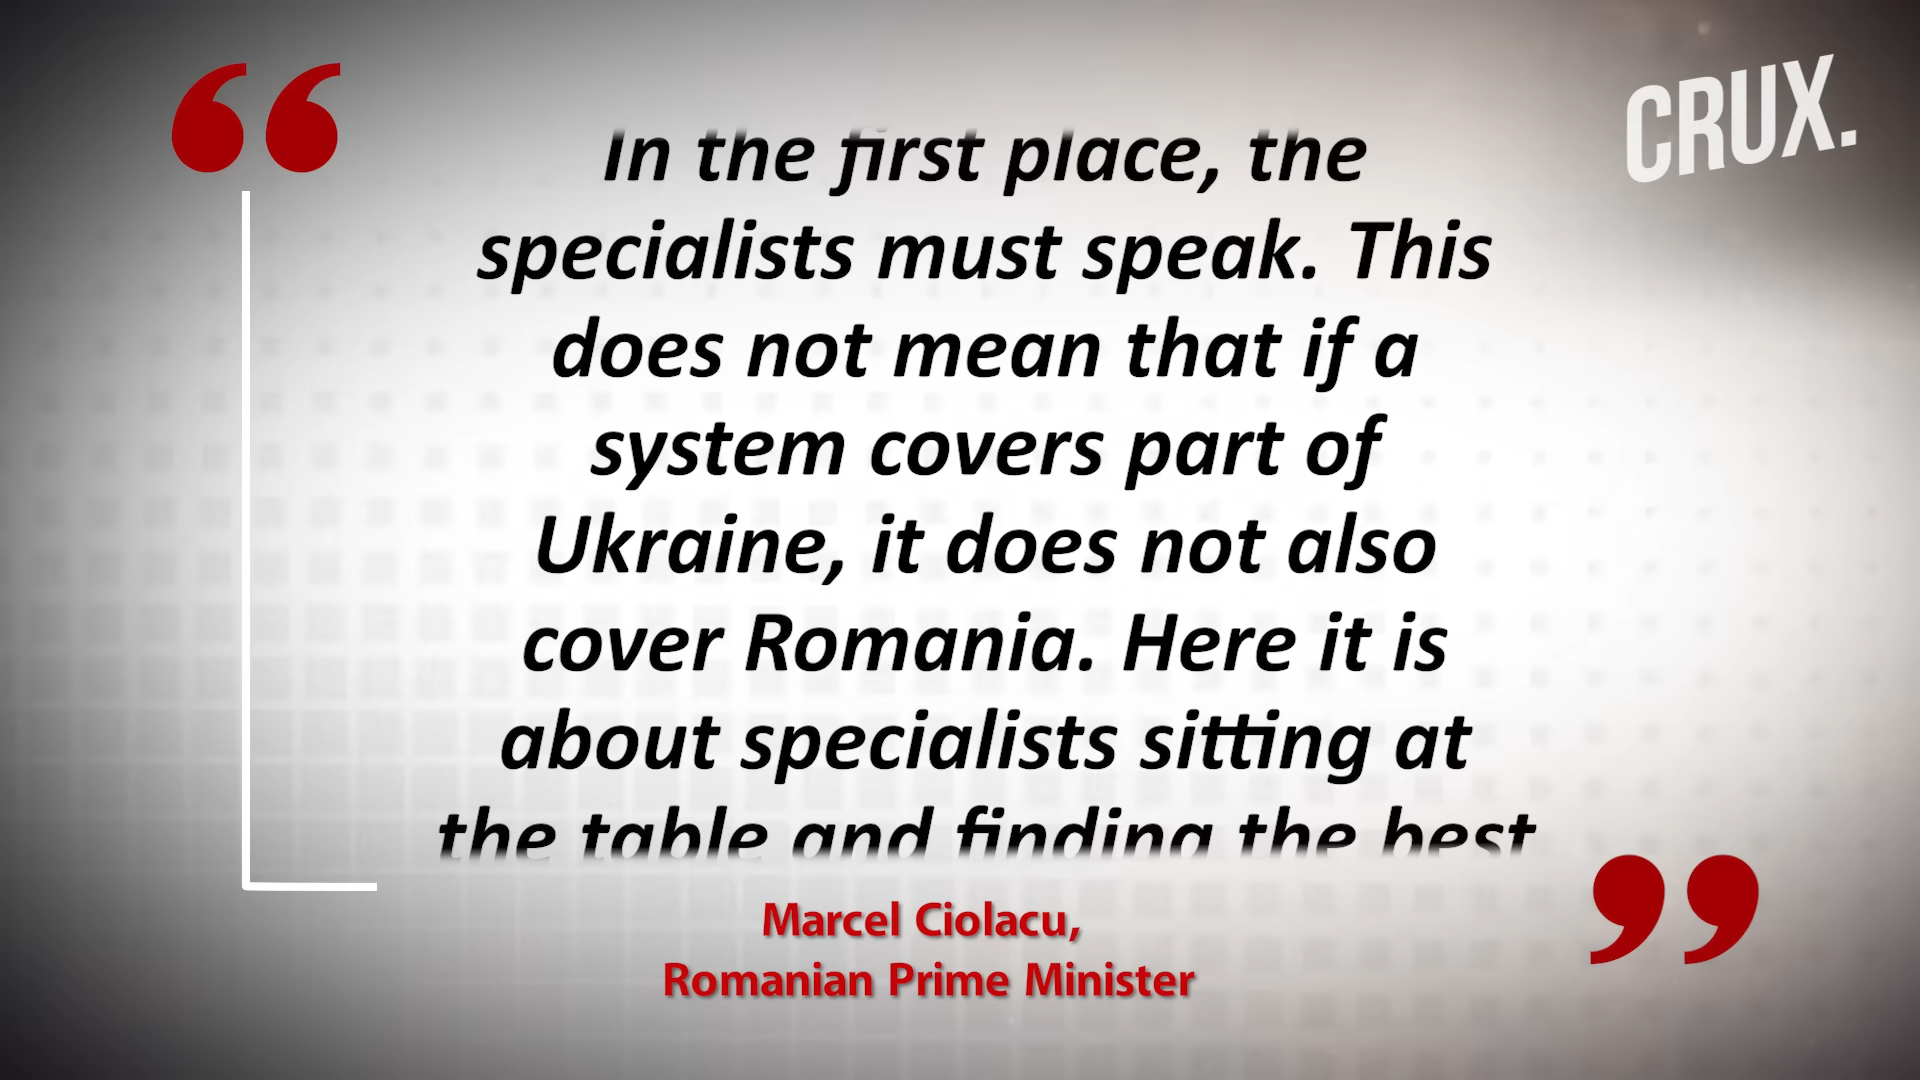 CRUX.
In the first place, the
specialists must speak. This
does not mean that if a
system covers part of
Ukraine, it does not also
cover Romania. Here it is
about specialists sitting at
the table and finding the best
Marcel Ciolacu,
Romanian Prime Minister